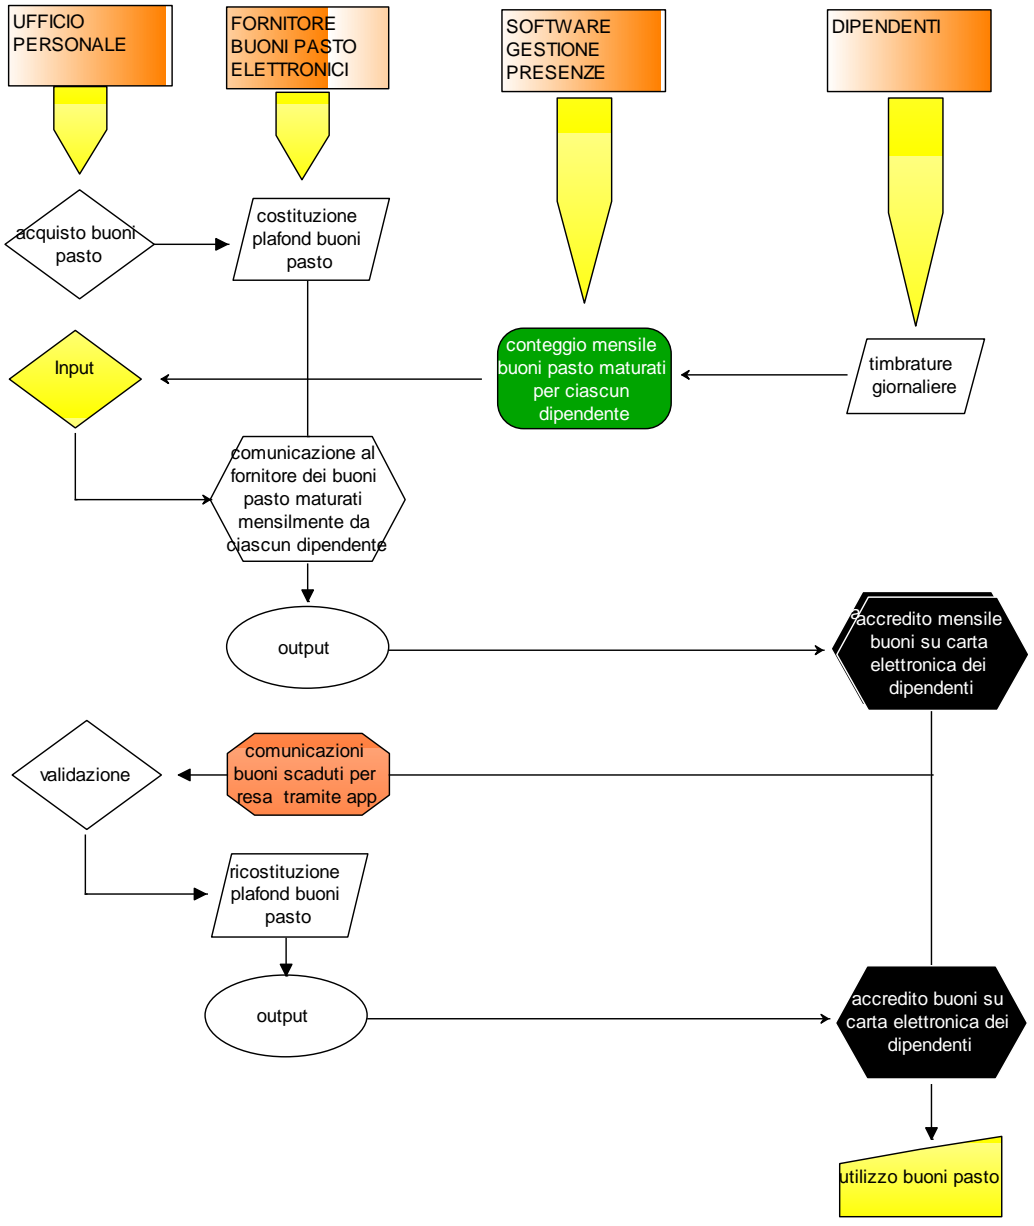 UFFICIO
PERSONALE
FORNITORE
BUONI PASTO
ELETTRONICI
SOFTWARE
GESTIONE
PRESENZE
DIPENDENTI
acquisto buoni
pasto
costituzione
plafond buoni
pasto
Input
conteggio mensile
buoni pasto maturati
per ciascun
dipendente
timbrature
giornaliere
comunicazione al
fornitore dei buoni
pasto maturati
mensilmente da
ciascun dipendente
output
accredito mensile
buoni su carta
elettronica dei
dipendenti
validazione
comunicazioni
buoni scaduti per
resa tramite app
ricostituzione
plafond buoni
pasto
output
accredito buoni su
carta elettronica dei
dipendenti
utilizzo buoni pasto